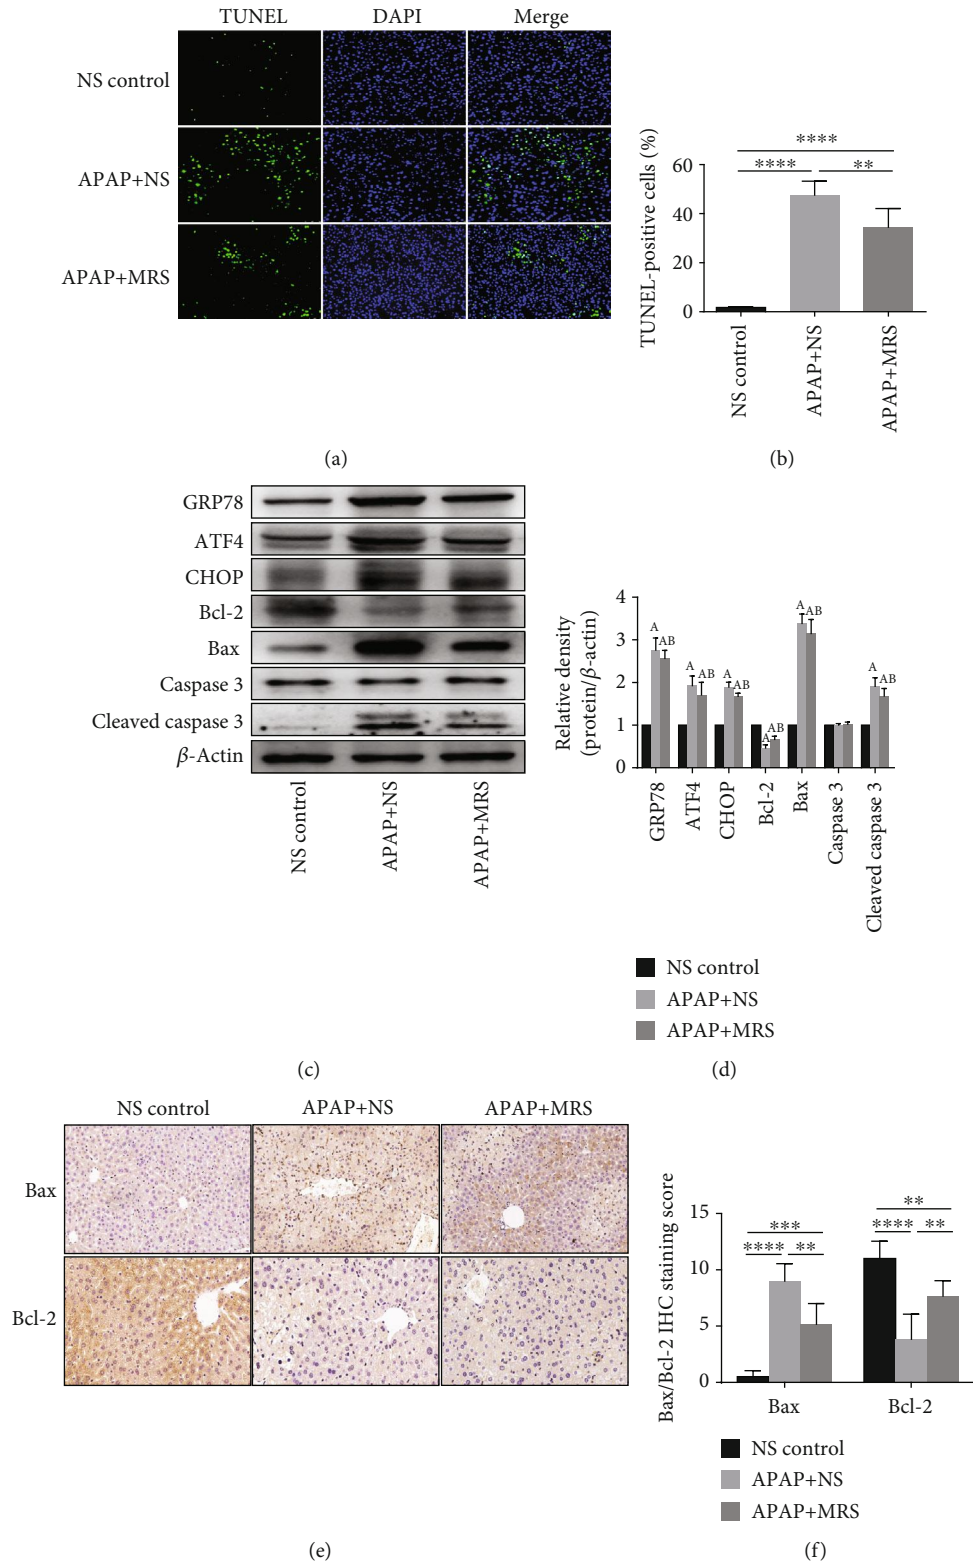 TUNEL DAPI Merge
NS control
APAP+NS
APAP+MRS
(a)
TUNEL-positive cells (%)
60
40
20
0
****
**** **
NS control
APAP+NS
APAP+MRS
(b)
GRP78
ATF4
CHOP
Bcl-2
Bax
Caspase 3
Cleaved caspase 3
β-Actin
NS control
APAP+NS
APAP+MRS
(c)
Relative density
(protein/β-actin)
4
3
2
1
0
A AB
A AB
A AB
A AB
A AB
A AB
GRP78
ATF4
CHOP
Bcl-2
Bax
Caspase 3
Cleaved caspase 3
NS control
APAP+NS
APAP+MRS
(d)
NS control APAP+NS APAP+MRS
Bax
Bcl-2
(e)
Bax/Bcl-2 IHC staining score
15
10
5
0
***
**** **
**
**** **
Bax Bcl-2
NS control
APAP+NS
APAP+MRS
(f)